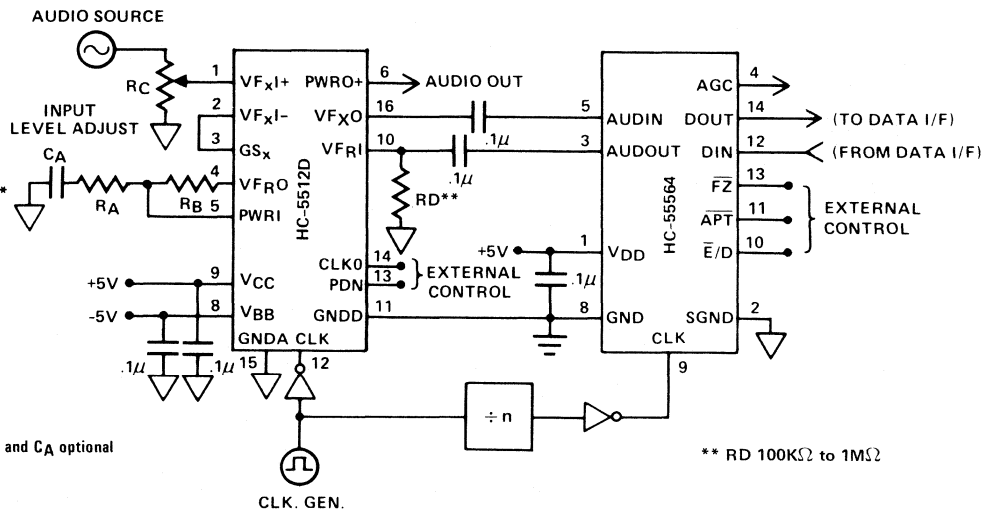 AUDIO SOURCE
RC
INPUT
LEVEL ADJUST
CA
*
RA
RB
1
VFXI+
2
VFXI-
3
GSX
4
VFRO
5
PWRI
HC-5512D
PWRO+
6
AUDIO OUT
VFXO
16
.1μ
VFRI
10
.1μ
RD**
CLK0
14
PDN
13
EXTERNAL
CONTROL
GNDD
11
+5V
9
VCC
-5V
8
VBB
.1μ
.1μ
GNDA
15
CLK
12
5
AUDIN
3
AUDOUT
HC-55564
+5V
1
VDD
.1μ
8
GND
AGC
4
DOUT
14
(TO DATA I/F)
DIN
12
(FROM DATA I/F)
FZ
13
APT
11
E/D
10
EXTERNAL
CONTROL
SGND
2
CLK
9
÷n
CLK. GEN.
and CA optional
** RD 100KΩ to 1MΩ